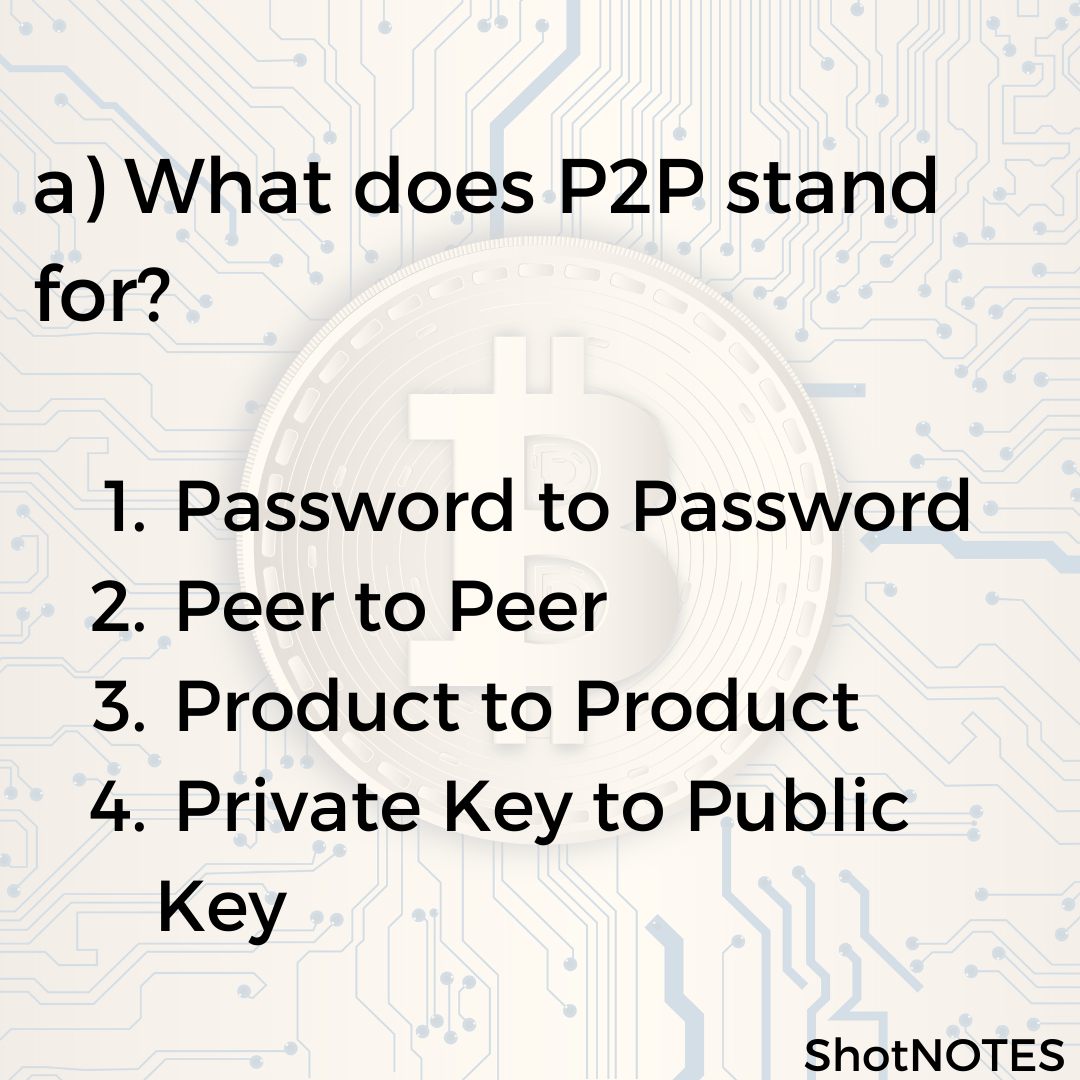 a) What does P2P stand
for?
1. Password to Password
2. Peer to Peer
3. Product to Product
4. Private Key to Public
Key
ShotNOTES